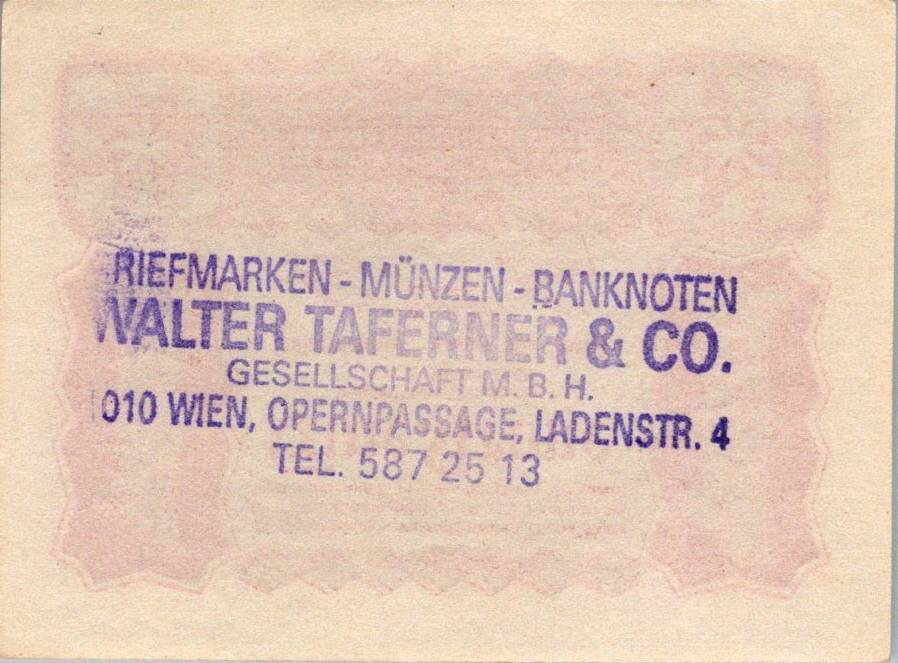 RIEFMARKEN - MÜNZEN - BANKNOTEN
WALTER TAFERNER & CO.
GESELLSCHAFT M. B. H.
1010 WIEN, OPERNPASSAGE, LADENSTR. 4
TEL. 587 25 13